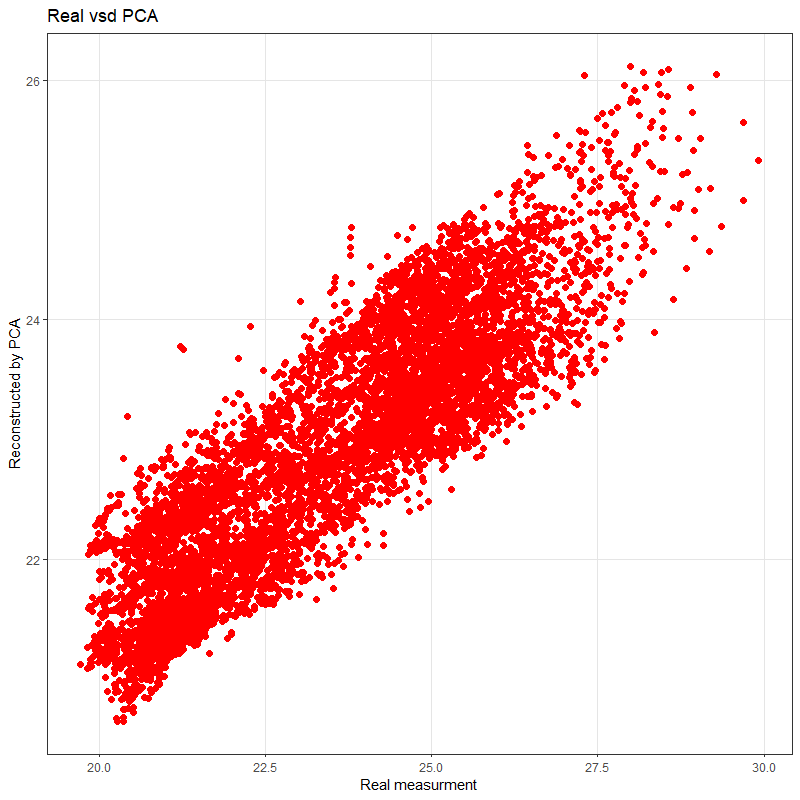 Real vsd PCA
Reconstructed by PCA
26
24
22
20.0 22.5 25.0 27.5 30.0
Real measurment